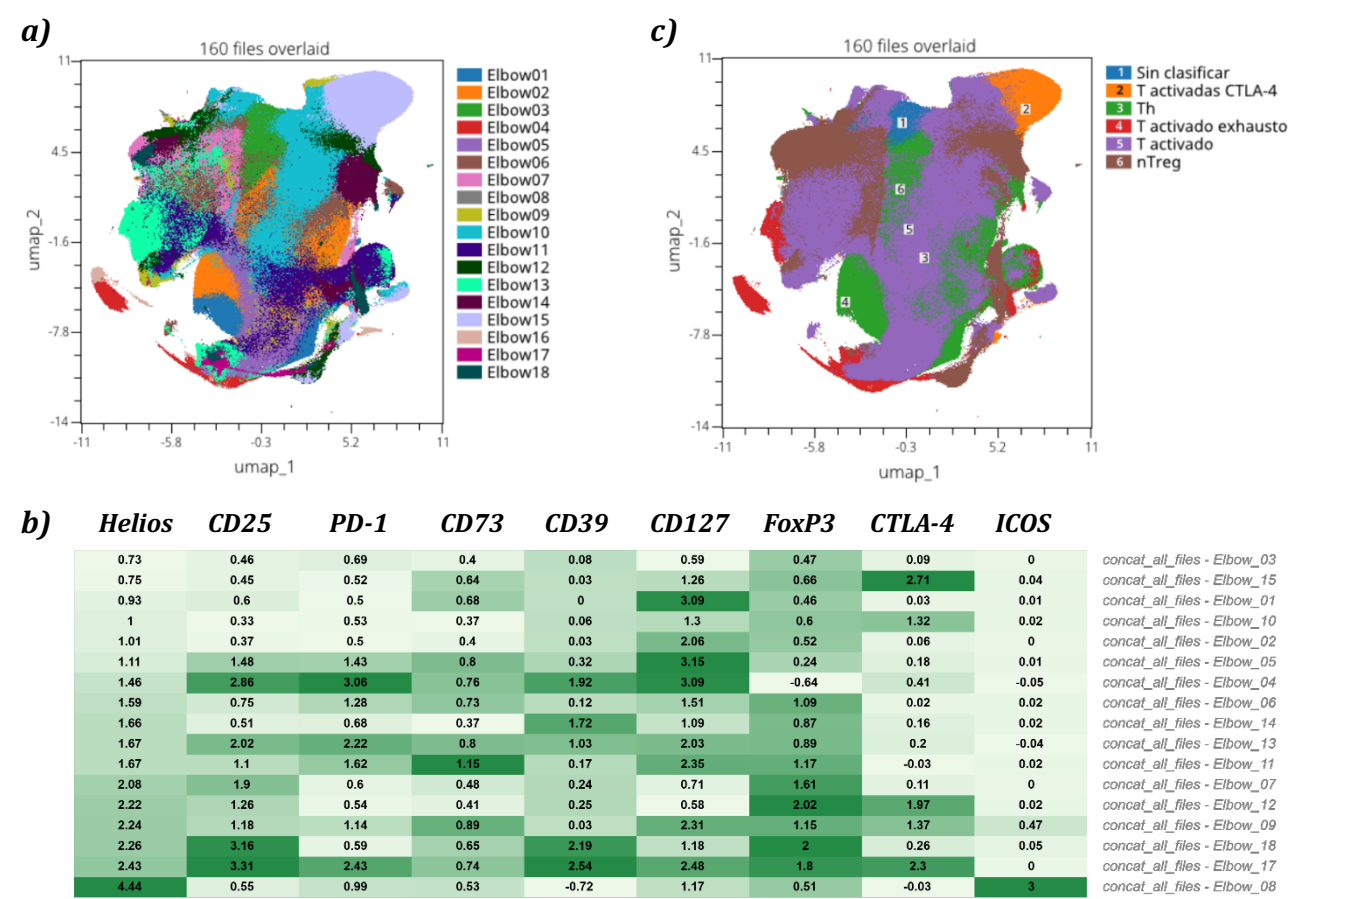 a)
160 files overlaid
11
4.5
-1.6
-7.8
-14
umap_2
-11
-5.8
-0.3
5.2
11
umap_1
Elbow01
Elbow02
Elbow03
Elbow04
Elbow05
Elbow06
Elbow07
Elbow08
Elbow09
Elbow10
Elbow11
Elbow12
Elbow13
Elbow14
Elbow15
Elbow16
Elbow17
Elbow18
c)
160 files overlaid
11
4.5
-1.6
-7.8
-14
umap_2
-11
-5.8
-0.3
5.2
11
umap_1
1
2
6
5
3
4
1 Sin clasificar
2 T activadas CTLA-4
3 Th
4 T activado exhausto
5 T activado
6 nTreg
b)
Helios CD25 PD-1 CD73 CD39 CD127 FoxP3 CTLA-4 ICOS
0.73 0.46 0.69 0.4 0.08 0.59 0.47 0.09 0 concat_all_files - Elbow_03
0.75 0.45 0.52 0.64 0.03 1.26 0.66 2.71 0.04 concat_all_files - Elbow_15
0.93 0.6 0.5 0.68 0 3.09 0.46 0.03 0.01 concat_all_files - Elbow_01
1 0.33 0.53 0.37 0.06 1.3 0.6 1.32 0.02 concat_all_files - Elbow_10
1.01 0.37 0.5 0.4 0.03 2.06 0.52 0.06 0 concat_all_files - Elbow_02
1.11 1.48 1.43 0.8 0.32 3.15 0.24 0.18 0.01 concat_all_files - Elbow_05
1.46 2.86 3.06 0.76 1.92 3.09 -0.64 0.41 -0.05 concat_all_files - Elbow_04
1.59 0.75 1.28 0.73 0.12 1.51 1.09 0.02 0.02 concat_all_files - Elbow_06
1.66 0.51 0.68 0.37 1.72 1.09 0.87 0.16 0.02 concat_all_files - Elbow_14
1.67 2.02 2.22 0.8 1.03 2.03 0.89 0.2 -0.04 concat_all_files - Elbow_13
1.67 1.1 1.62 1.15 0.17 2.35 1.17 -0.03 0.02 concat_all_files - Elbow_11
2.08 1.9 0.6 0.48 0.24 0.71 1.61 0.11 0 concat_all_files - Elbow_07
2.22 1.26 0.54 0.41 0.25 0.58 2.02 1.97 0.02 concat_all_files - Elbow_12
2.24 1.18 1.14 0.89 0.03 2.31 1.15 1.37 0.47 concat_all_files - Elbow_09
2.26 3.16 0.59 0.65 2.19 1.18 2 0.26 0.05 concat_all_files - Elbow_18
2.43 3.31 2.43 0.74 2.54 2.48 1.8 2.3 0 concat_all_files - Elbow_17
4.44 0.55 0.99 0.53 -0.72 1.17 0.51 -0.03 3 concat_all_files - Elbow_08